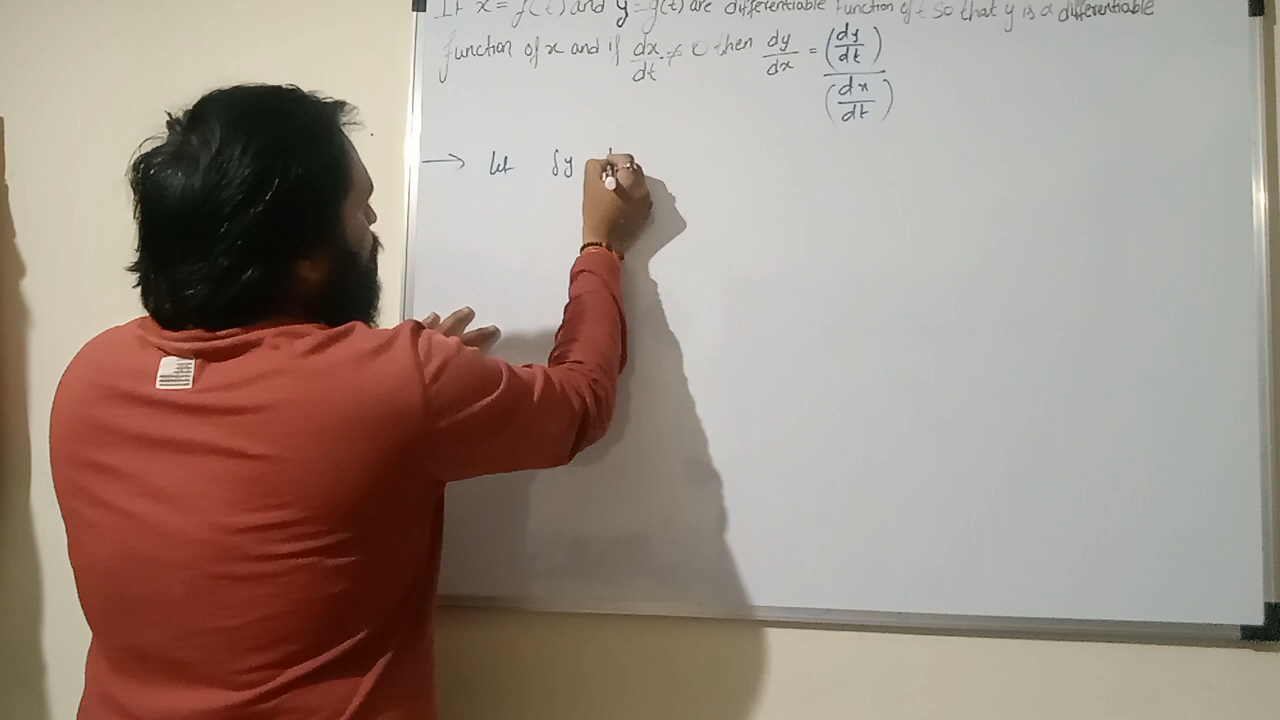 If x = f(t) and y = g(t) are differentiable function of t so that y is a differentiable
function of x and if dx/dt ≠ 0 then dy/dx = (dy/dt)/(dx/dt)
→ let δy